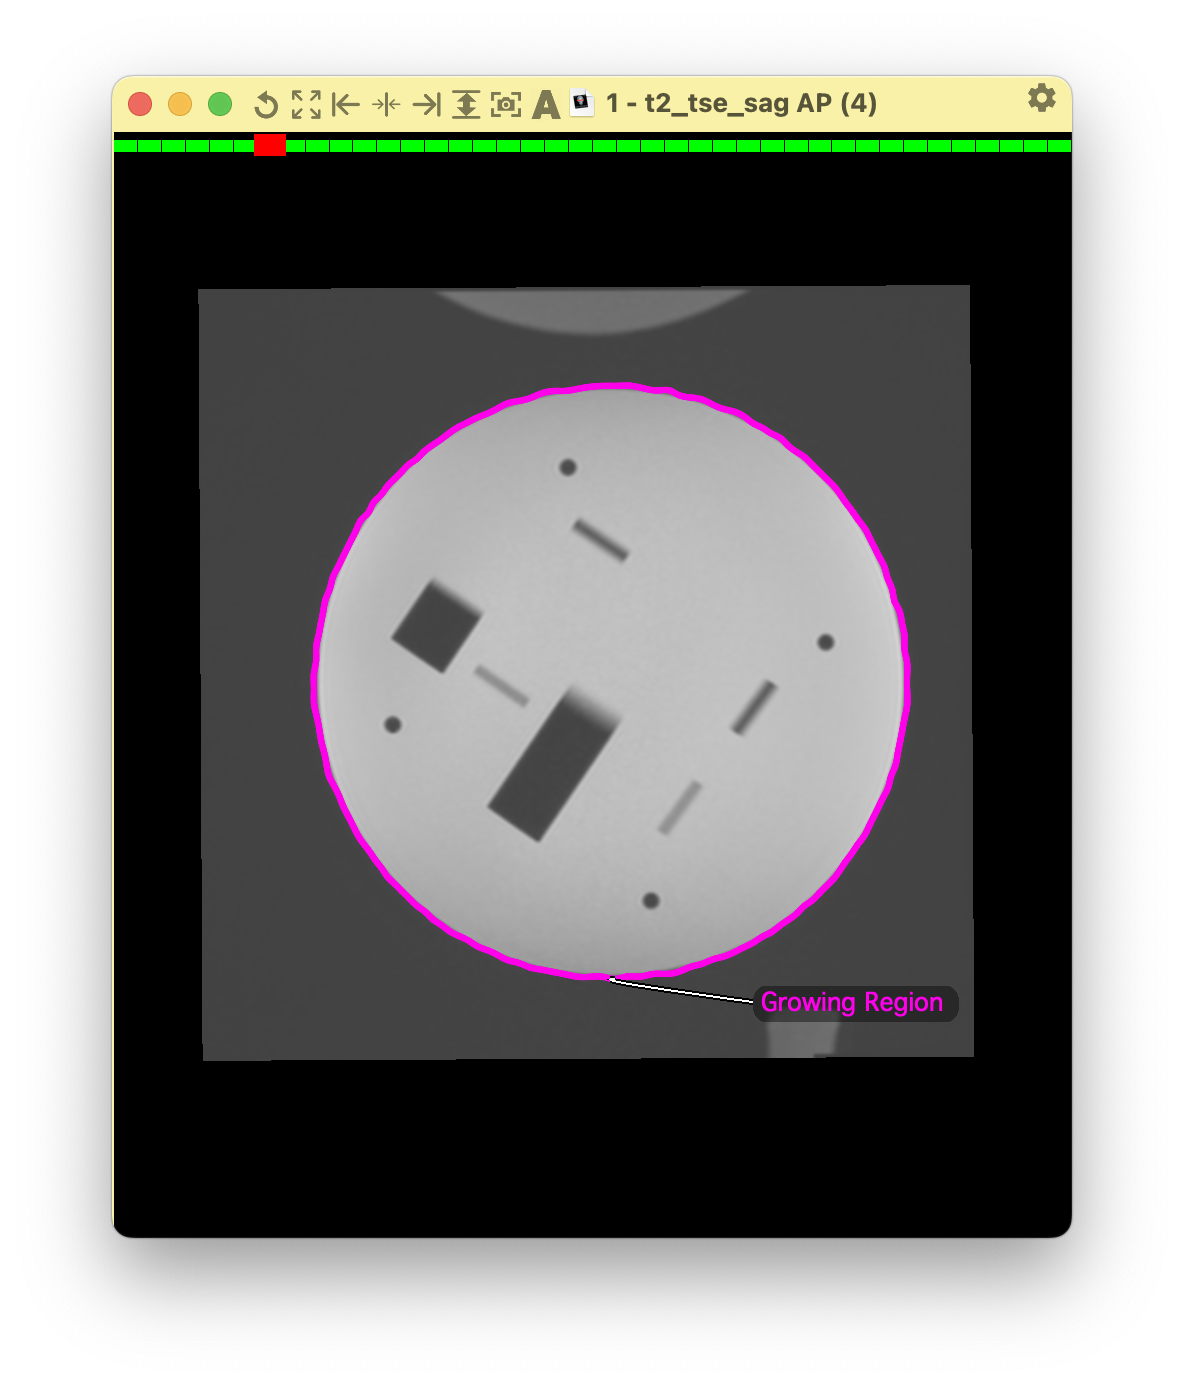 1 - t2_tse_sag AP (4)
Growing Region